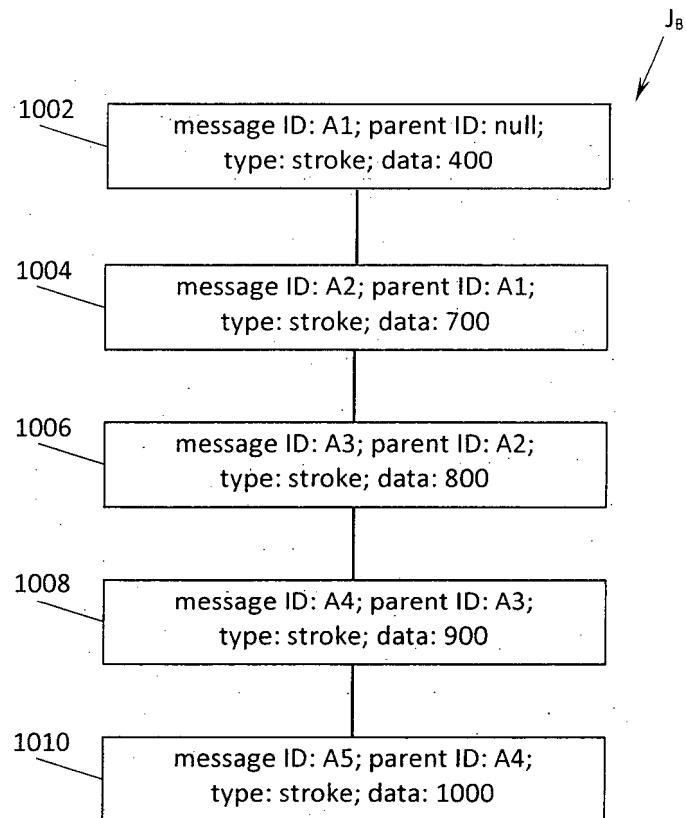 J_B
1002
message ID: A1; parent ID: null;
type: stroke; data: 400
1004
message ID: A2; parent ID: A1;
type: stroke; data: 700
1006
message ID: A3; parent ID: A2;
type: stroke; data: 800
1008
message ID: A4; parent ID: A3;
type: stroke; data: 900
1010
message ID: A5; parent ID: A4;
type: stroke; data: 1000